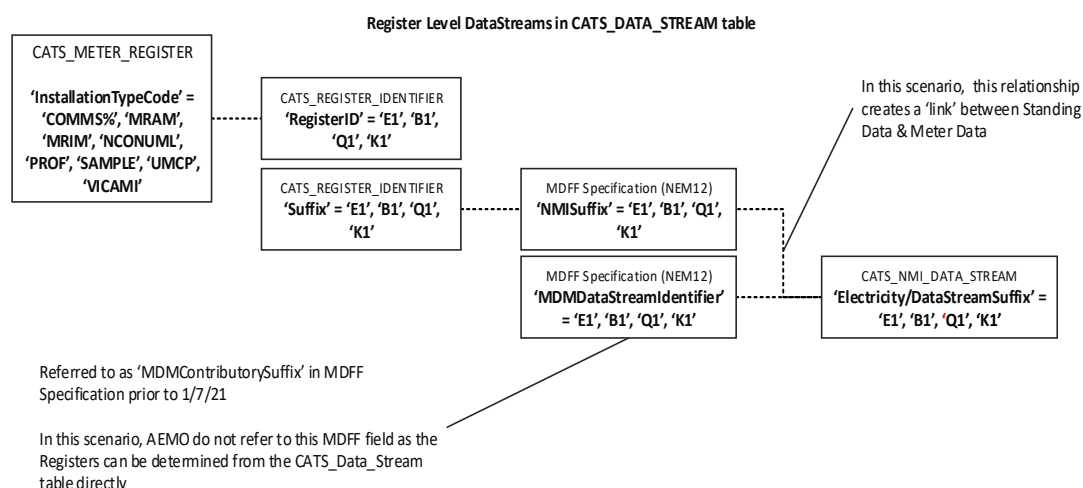 Register Level DataStreams in CATS_DATA_STREAM table
CATS_METER_REGISTER
‘InstallationTypeCode’ =
‘COMMS%’, ‘MRAM’,
‘MRIM’, ‘NCONUML’,
‘PROF’, ‘SAMPLE’, ‘UMCP’,
‘VICAMI’
CATS_REGISTER_IDENTIFIER
‘RegisterID’ = ‘E1’, ‘B1’,
‘Q1’, ‘K1’
In this scenario, this relationship
creates a ‘link’ between Standing
Data & Meter Data
CATS_REGISTER_IDENTIFIER
‘Suffix’ = ‘E1’, ‘B1’, ‘Q1’,
‘K1’
MDFF Specification (NEM12)
‘NMISuffix’ = ‘E1’, ‘B1’, ‘Q1’,
‘K1’
MDFF Specification (NEM12)
‘MDMDataStreamIdentifier’
= ‘E1’, ‘B1’, ‘Q1’, ‘K1’
CATS_NMI_DATA_STREAM
‘Electricity/DataStreamSuffix’ =
‘E1’, ‘B1’, ‘Q1’, ‘K1’
Referred to as ‘MDMContributorySuffix’ in MDFF
Specification prior to 1/7/21
In this scenario, AEMO do not refer to this MDFF field as the
Registers can be determined from the CATS_Data_Stream
table directly